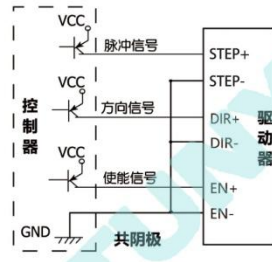 VCC
脉冲信号
STEP+
STEP-
VCC
方向信号
DIR+
DIR-
控制器
驱动器
VCC
使能信号
EN+
EN-
GND
共阴极